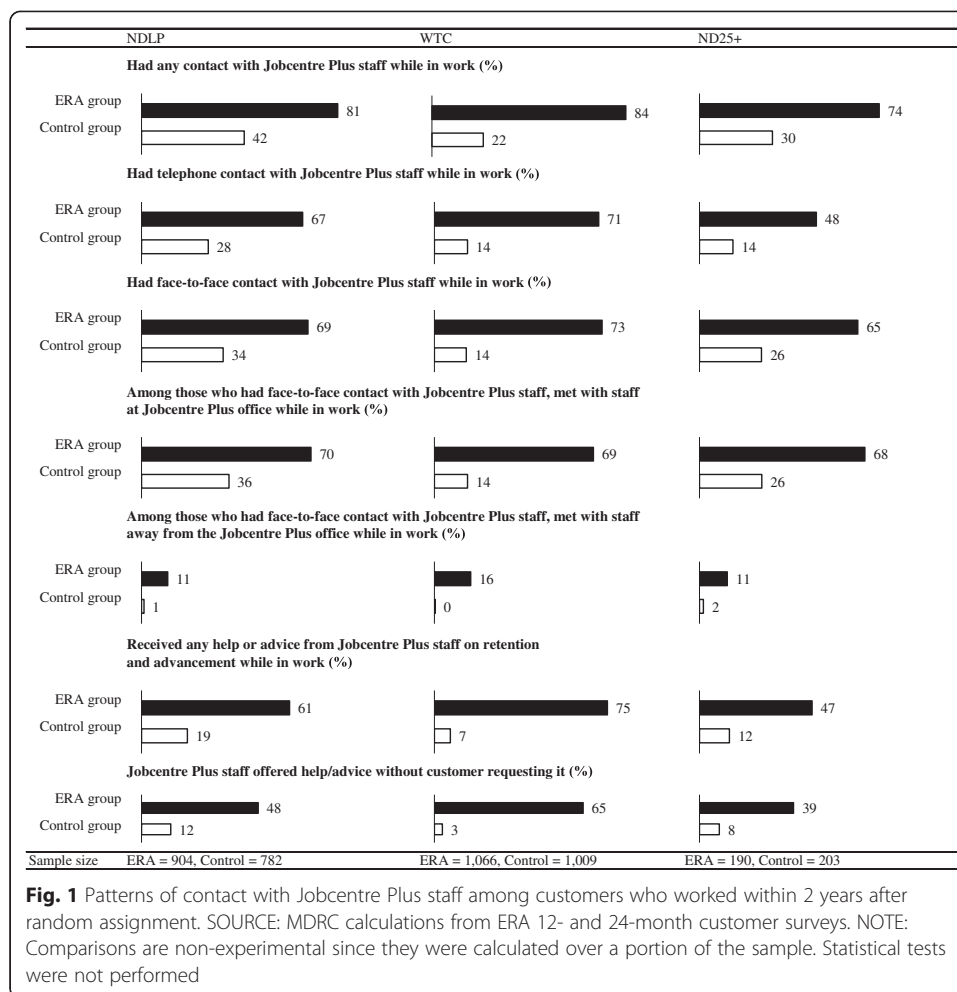 NDLP WTC ND25+
Had any contact with Jobcentre Plus staff while in work (%)
ERA group 81 84 74
Control group 42 22 30
Had telephone contact with Jobcentre Plus staff while in work (%)
ERA group 67 71 48
Control group 28 14 14
Had face-to-face contact with Jobcentre Plus staff while in work (%)
ERA group 69 73 65
Control group 34 14 26
Among those who had face-to-face contact with Jobcentre Plus staff, met with staff
at Jobcentre Plus office while in work (%)
ERA group 70 69 68
Control group 36 14 26
Among those who had face-to-face contact with Jobcentre Plus staff, met with staff
away from the Jobcentre Plus office while in work (%)
ERA group 11 16 11
Control group 1 0 2
Received any help or advice from Jobcentre Plus staff on retention
and advancement while in work (%)
ERA group 61 75 47
Control group 19 7 12
Jobcentre Plus staff offered help/advice without customer requesting it (%)
ERA group 48 65 39
Control group 12 3 8
Sample size ERA = 904, Control = 782 ERA = 1,066, Control = 1,009 ERA = 190, Control = 203
Fig. 1 Patterns of contact with Jobcentre Plus staff among customers who worked within 2 years after
random assignment. SOURCE: MDRC calculations from ERA 12- and 24-month customer surveys. NOTE:
Comparisons are non-experimental since they were calculated over a portion of the sample. Statistical tests
were not performed